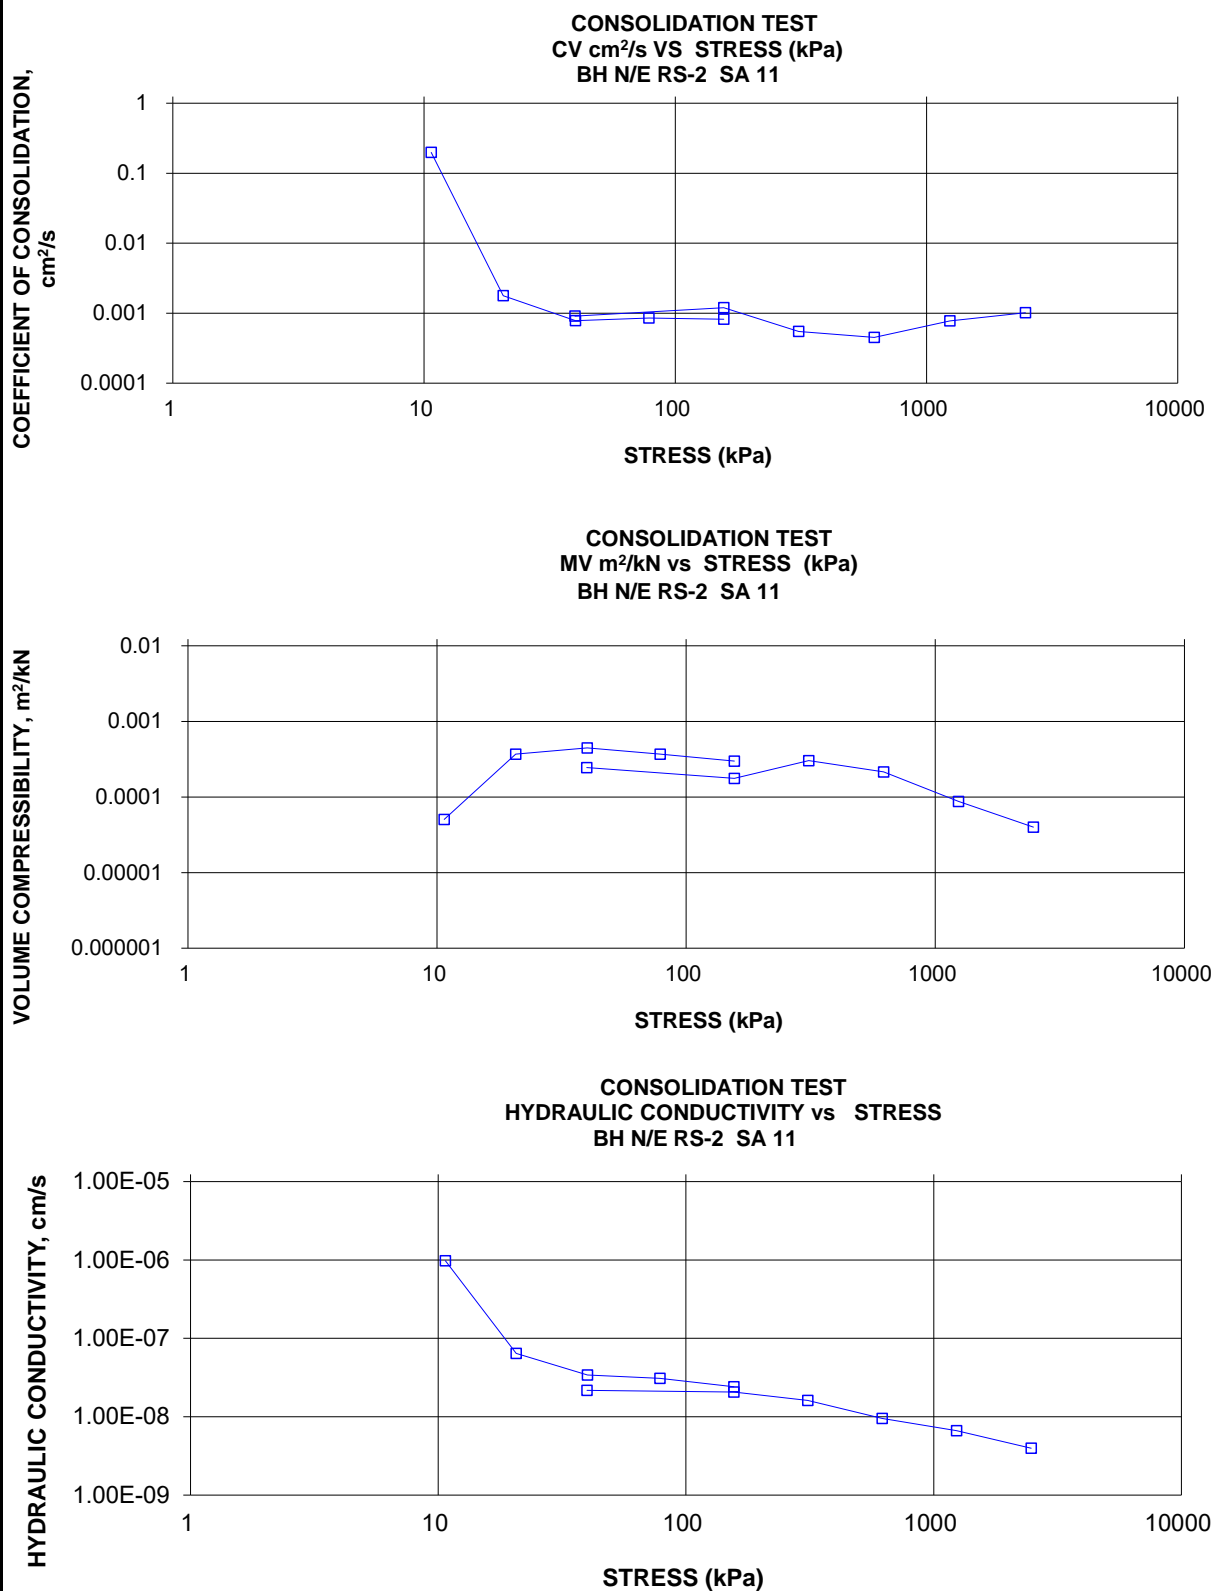 CONSOLIDATION TEST
CV cm²/s VS STRESS (kPa)
BH N/E RS-2 SA 11
COEFFICIENT OF CONSOLIDATION,
cm²/s
1
0.1
0.01
0.001
0.0001
1 10 100 1000 10000
STRESS (kPa)
CONSOLIDATION TEST
MV m²/kN vs STRESS (kPa)
BH N/E RS-2 SA 11
VOLUME COMPRESSIBILITY, m²/kN
0.01
0.001
0.0001
0.00001
0.000001
1 10 100 1000 10000
STRESS (kPa)
CONSOLIDATION TEST
HYDRAULIC CONDUCTIVITY vs STRESS
BH N/E RS-2 SA 11
HYDRAULIC CONDUCTIVITY, cm/s
1.00E-05
1.00E-06
1.00E-07
1.00E-08
1.00E-09
1 10 100 1000 10000
STRESS (kPa)